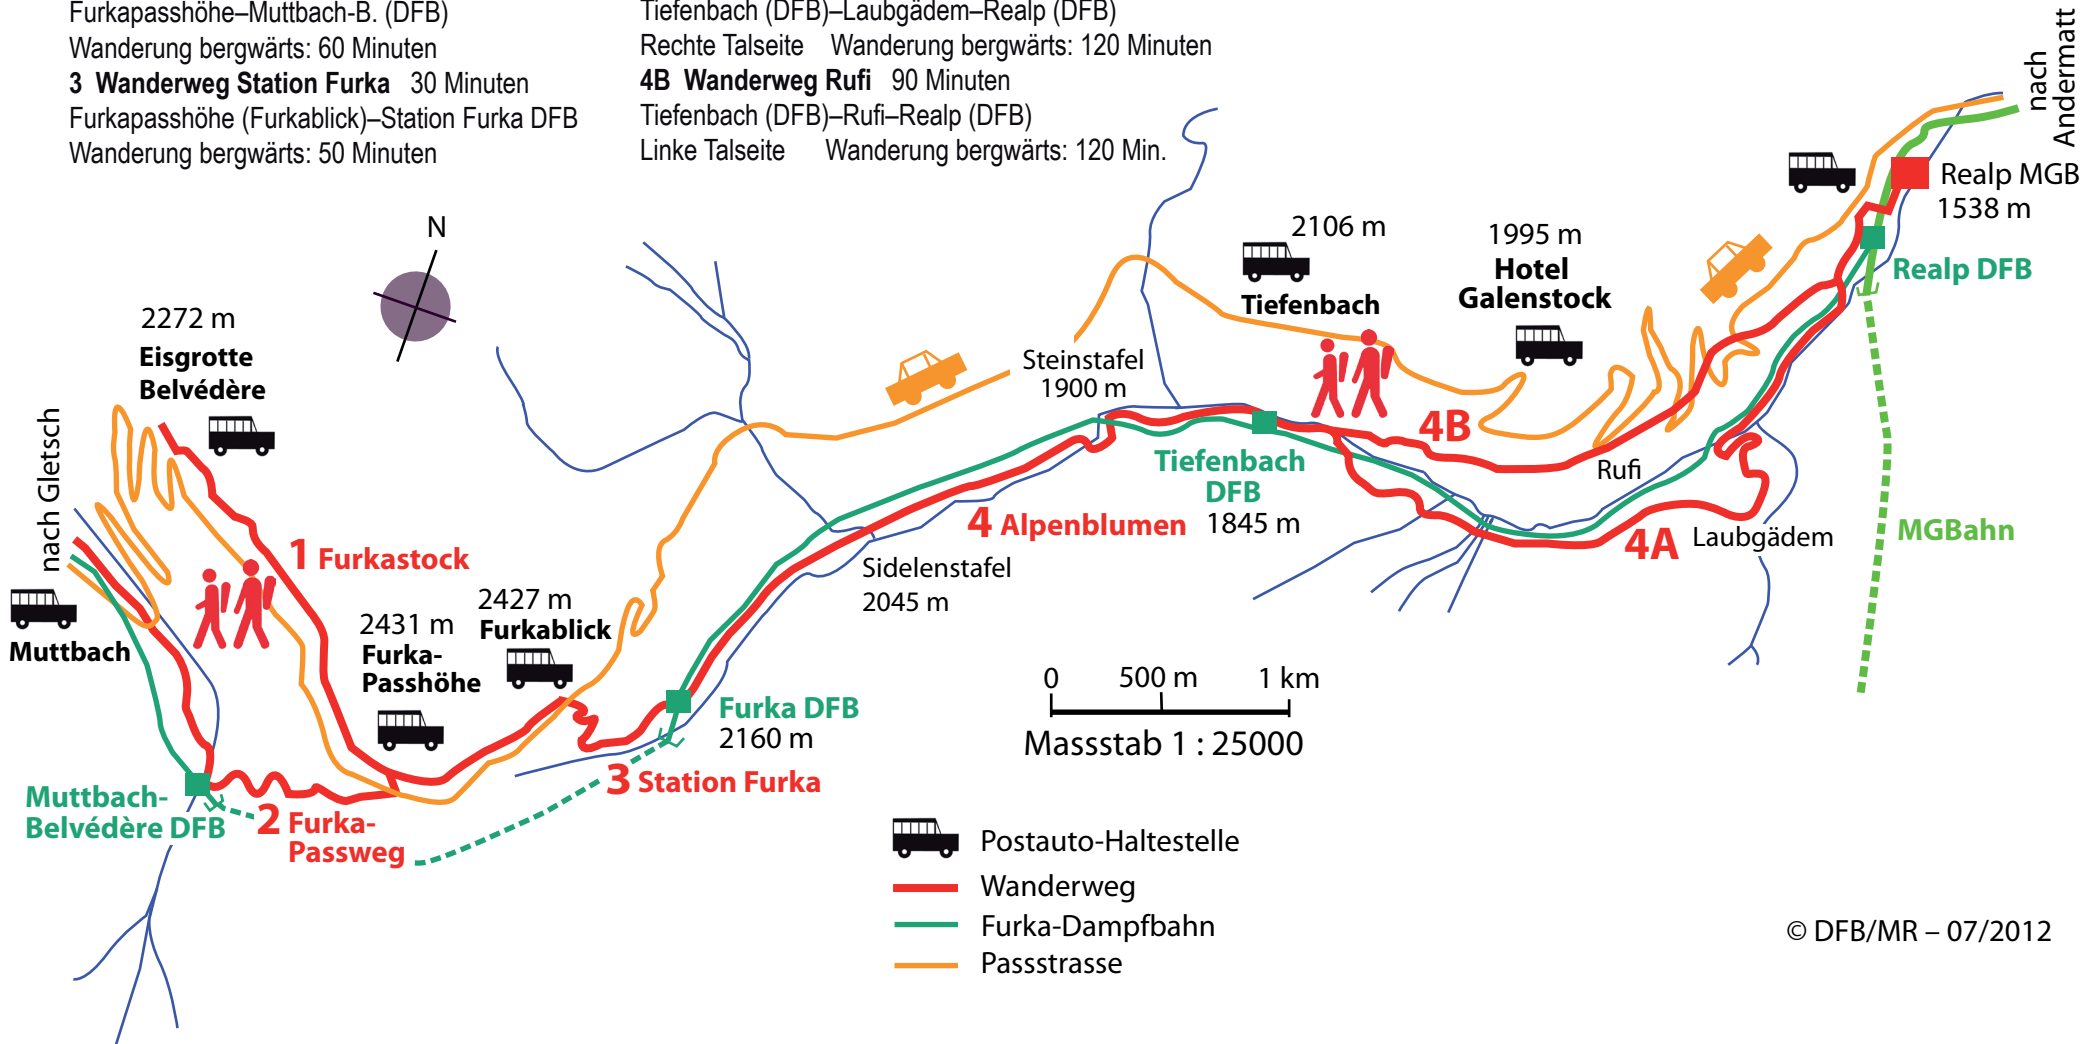 Furkapasshöhe–Muttbach-B. (DFB)
Wanderung bergwärts: 60 Minuten
3 Wanderweg Station Furka 30 Minuten
Furkapasshöhe (Furkablick)–Station Furka DFB
Wanderung bergwärts: 50 Minuten
Tiefenbach (DFB)–Laubgädem–Realp (DFB)
Rechte Talseite Wanderung bergwärts: 120 Minuten
4B Wanderweg Rufi 90 Minuten
Tiefenbach (DFB)–Rufi–Realp (DFB)
Linke Talseite Wanderung bergwärts: 120 Min.
nach
Andermatt
Realp MGB
1538 m
Realp DFB
N
2106 m
Tiefenbach
1995 m
Hotel
Galenstock
2272 m
Eisgrotte
Belvédère
nach Gletsch
Steinstafel
1900 m
4B
Rufi
Tiefenbach
DFB
1845 m
4 Alpenblumen
4A
Laubgädem
MGBahn
1 Furkastock
Sidelenstafel
2045 m
2427 m
Furkablick
2431 m
Furka-
Passhöhe
Muttbach
Furka DFB
2160 m
3 Station Furka
Muttbach-
Belvédère DFB
2 Furka-
Passweg
0 500 m 1 km
Massstab 1 : 25000
Postauto-Haltestelle
Wanderweg
Furka-Dampfbahn
Passstrasse
© DFB/MR – 07/2012